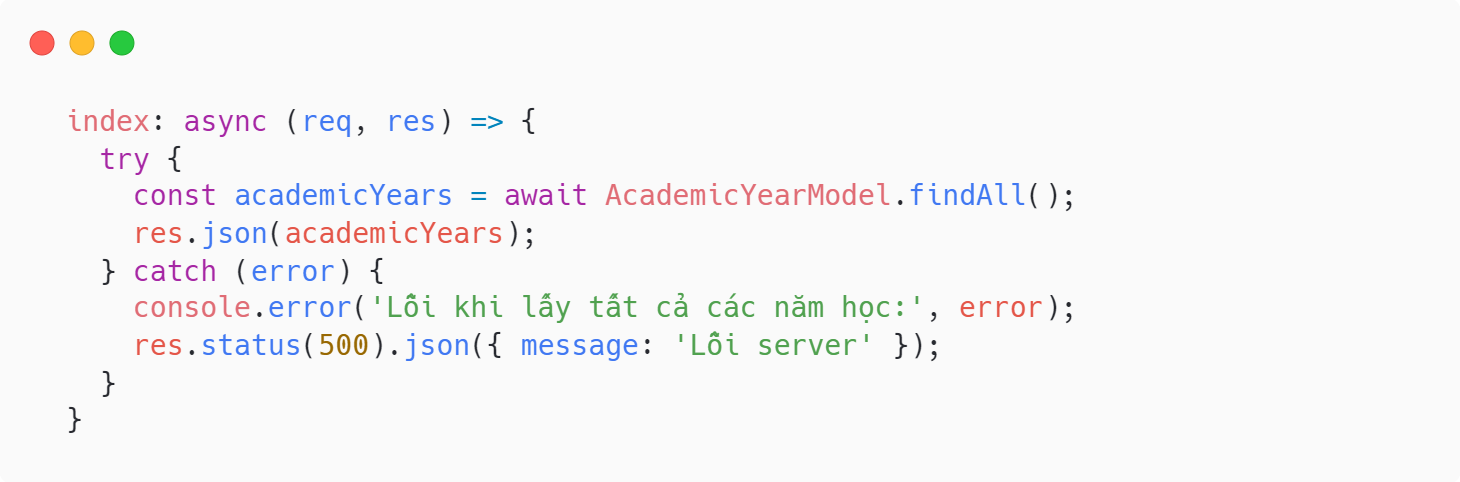 index: async (req, res) => {
  try {
    const academicYears = await AcademicYearModel.findAll();
    res.json(academicYears);
  } catch (error) {
    console.error('Lỗi khi lấy tất cả các năm học:', error);
    res.status(500).json({ message: 'Lỗi server' });
  }
}